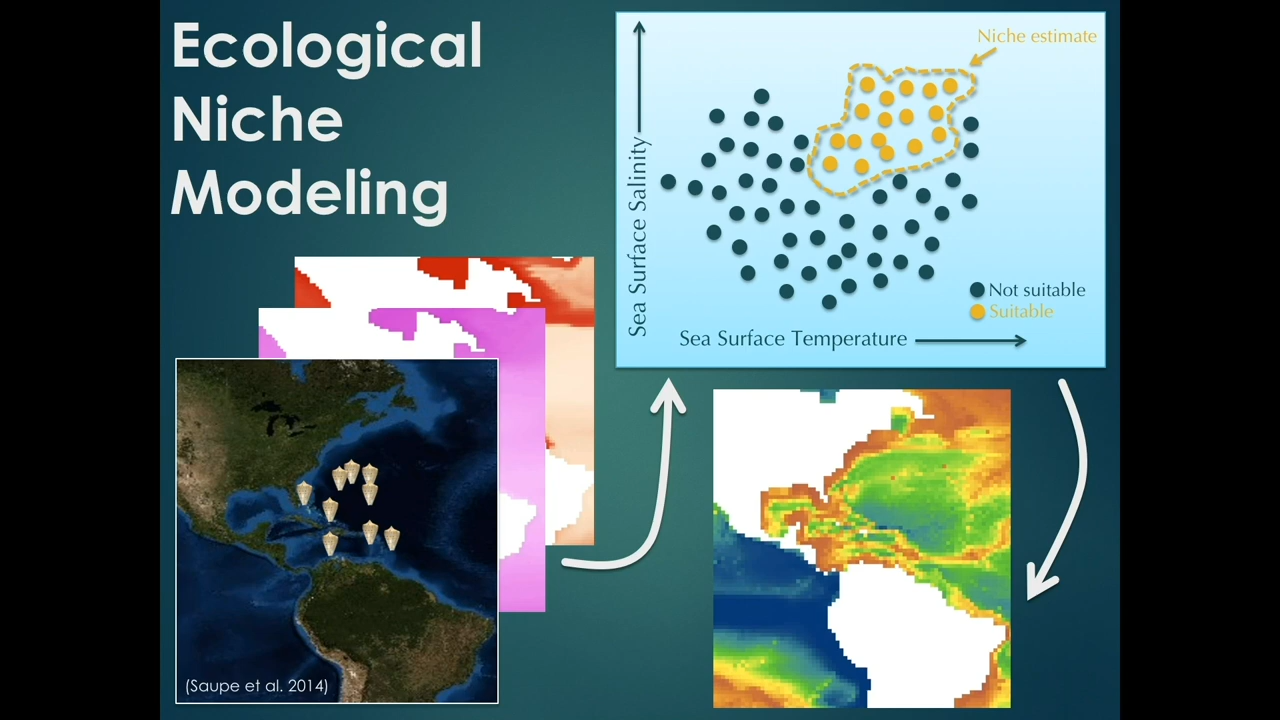 Ecological
Niche
Modeling
Niche estimate
Sea Surface Salinity
Not suitable
Suitable
Sea Surface Temperature
(Saupe et al. 2014)